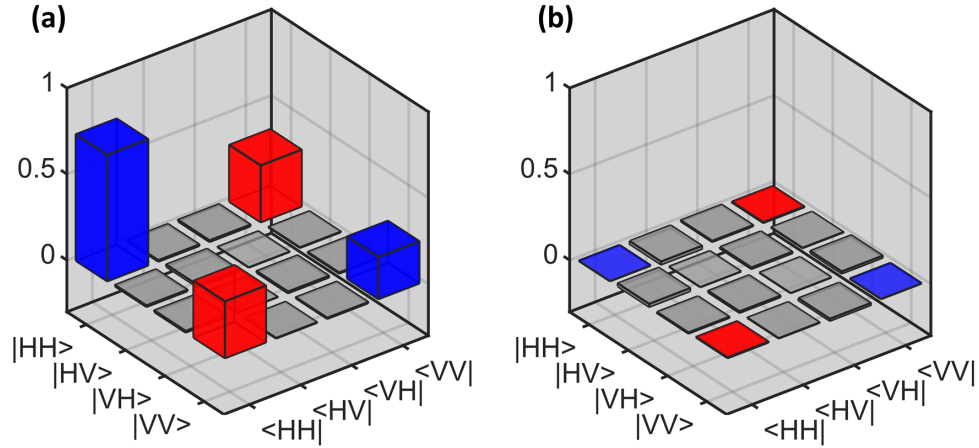 (a)
1
0.5
0
|HH>
|HV>
|VH>
|VV>
<HH|
<HV|
<VH|
<VV|
(b)
1
0.5
0
|HH>
|HV>
|VH>
|VV>
<HH|
<HV|
<VH|
<VV|